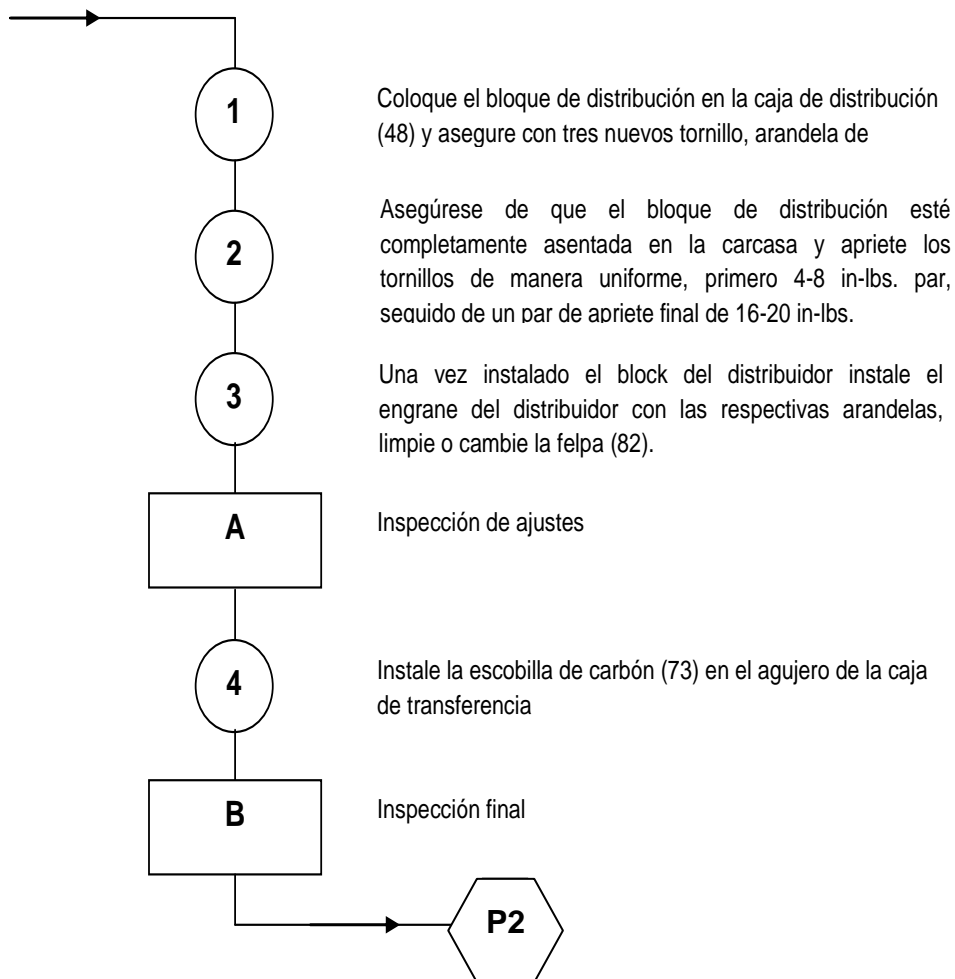 1
Coloque el bloque de distribución en la caja de distribución
(48) y asegure con tres nuevos tornillo, arandela de
2
Asegúrese de que el bloque de distribución esté
completamente asentada en la carcasa y apriete los
tornillos de manera uniforme, primero 4-8 in-lbs. par,
seguido de un par de apriete final de 16-20 in-lbs.
3
Una vez instalado el block del distribuidor instale el
engrane del distribuidor con las respectivas arandelas,
limpie o cambie la felpa (82).
A
Inspección de ajustes
4
Instale la escobilla de carbón (73) en el agujero de la caja
de transferencia
B
Inspección final
P2